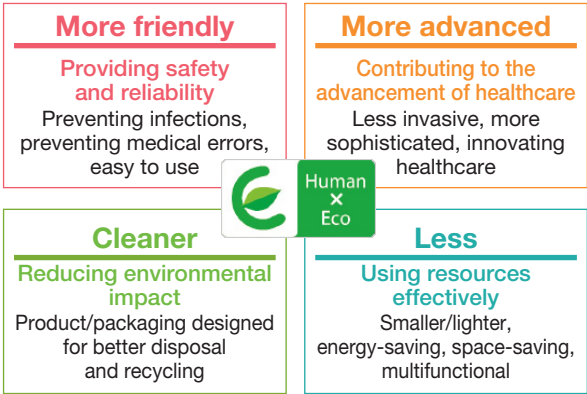 More friendly
Providing safety
and reliability
Preventing infections,
preventing medical errors,
easy to use
More advanced
Contributing to the
advancement of healthcare
Less invasive, more
sophisticated, innovating
healthcare
Human
×
Eco
Cleaner
Reducing environmental
impact
Product/packaging designed
for better disposal
and recycling
Less
Using resources
effectively
Smaller/lighter,
energy-saving, space-saving,
multifunctional